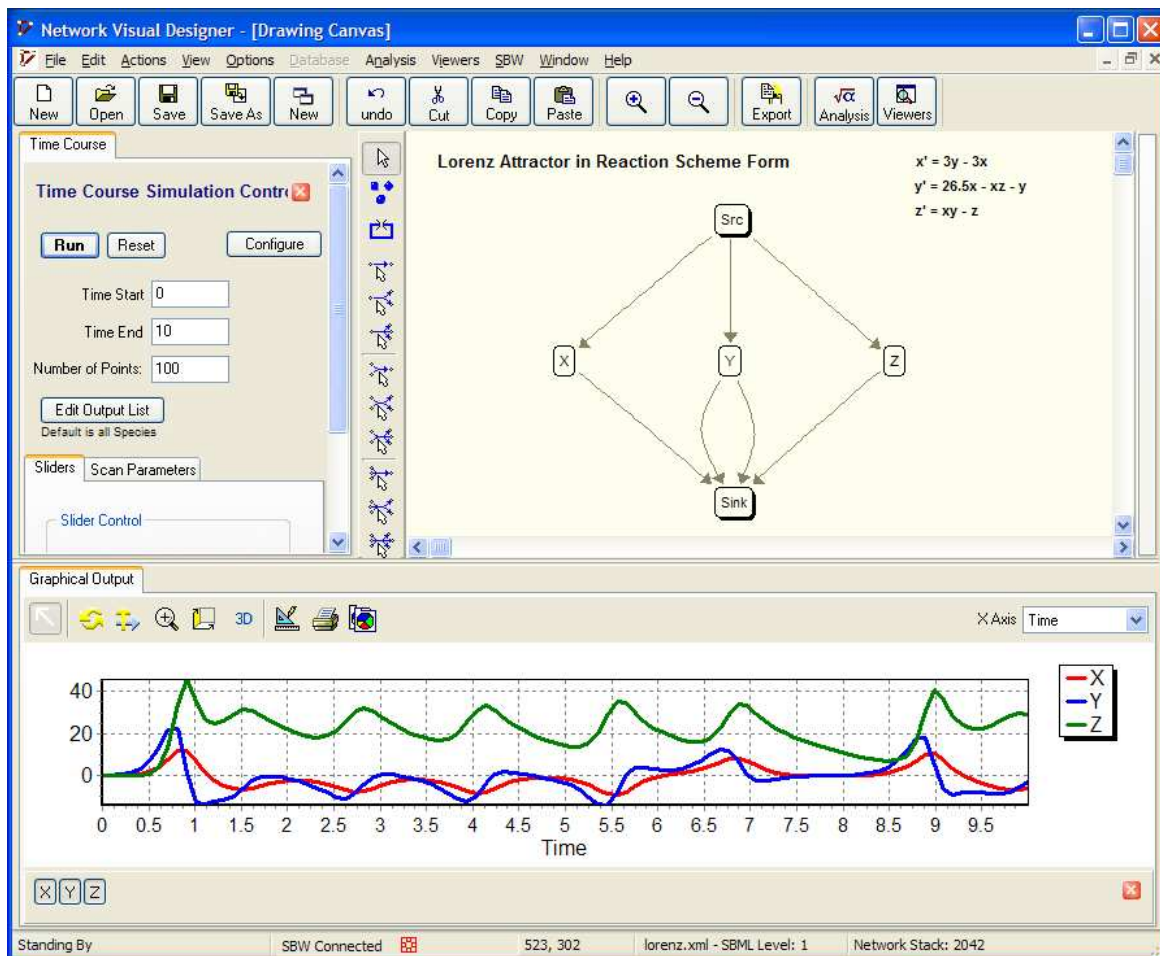 Network Visual Designer - [Drawing Canvas]
File Edit Actions View Options Database Analysis Viewers SBW Window Help
New Open Save Save As New undo Cut Copy Paste Export √α Analysis Viewers
Time Course
Time Course Simulation Contr
Run Reset Configure
Time Start 0
Time End 10
Number of Points: 100
Edit Output List
Default is all Species
Sliders Scan Parameters
Slider Control
Lorenz Attractor in Reaction Scheme Form
x' = 3y - 3x
y' = 26.5x - xz - y
z' = xy - z
Src
X Y Z
Sink
Graphical Output
3D X Axis Time
40
20
0
0 0.5 1 1.5 2 2.5 3 3.5 4 4.5 5 5.5 6 6.5 7 7.5 8 8.5 9 9.5
Time
X
Y
Z
X Y Z
Standing By SBW Connected 523, 302 lorenz.xml - SBML Level: 1 Network Stack: 2042